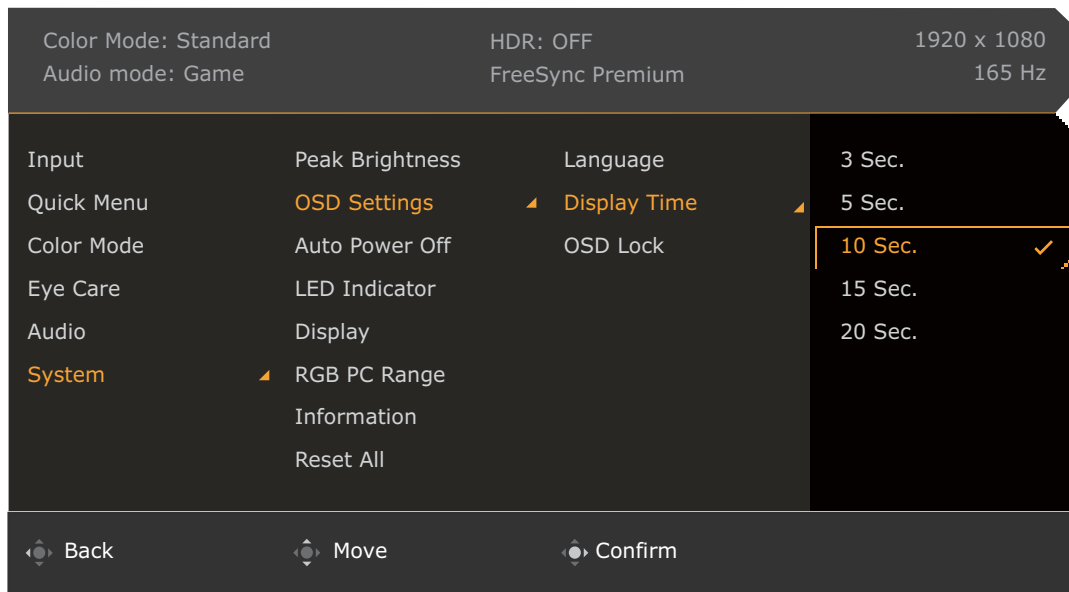 Color Mode: Standard
HDR: OFF
1920 x 1080
Audio mode: Game
FreeSync Premium
165 Hz
Input
Quick Menu
Color Mode
Eye Care
Audio
System
Peak Brightness
OSD Settings
Auto Power Off
LED Indicator
Display
RGB PC Range
Information
Reset All
Language
Display Time
OSD Lock
3 Sec.
5 Sec.
10 Sec.
15 Sec.
20 Sec.
Back
Move
Confirm